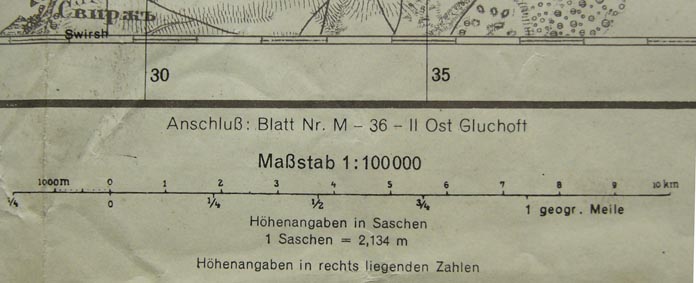 Свиржъ
Swirsh
30 35
Anschluß: Blatt Nr. M – 36 – II Ost Gluchoff
Maßstab 1:100000
1000m 0 1 2 3 4 5 6 7 8 9 10 km
¼ 0 ¼ ½ ¾ 1 geogr. Meile
Höhenangaben in Saschen
1 Saschen = 2,134 m
Höhenangaben in rechts liegenden Zahlen